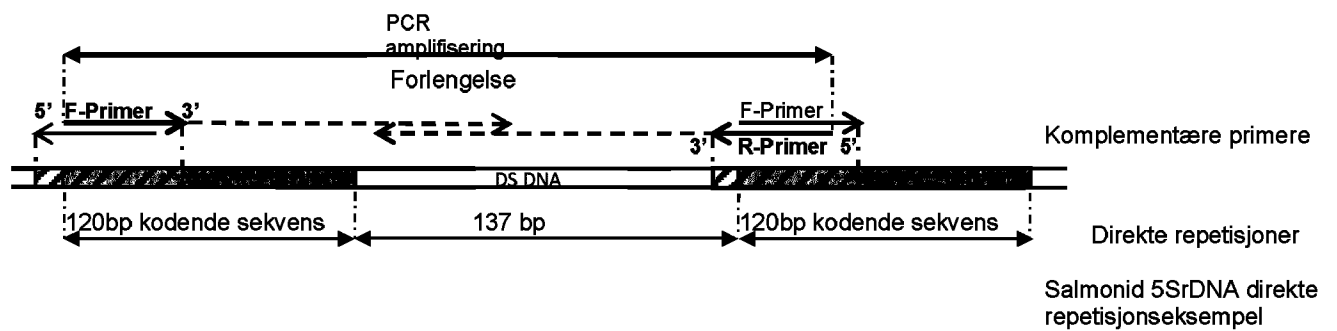 PCR
amplifisering
Forlengelse
5’ F-Primer 3’
F-Primer
3’ R-Primer 5’
Komplementære primere
DS DNA
120bp kodende sekvens
137 bp
120bp kodende sekvens
Direkte repetisjoner
Salmonid 5SrDNA direkte
repetisjonseksempel